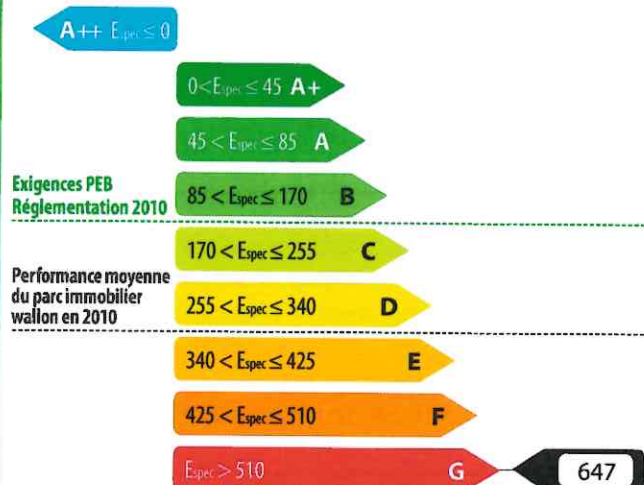 A++ Espec ≤ 0
0<Espec ≤ 45 A+
45 < Espec ≤ 85 A
Exigences PEB
Réglementation 2010
85 < Espec ≤ 170 B
170 < Espec ≤ 255 C
Performance moyenne
du parc immobilier
wallon en 2010
255 < Espec ≤ 340 D
340 < Espec ≤ 425 E
425 < Espec ≤ 510 F
Espec > 510 G 647